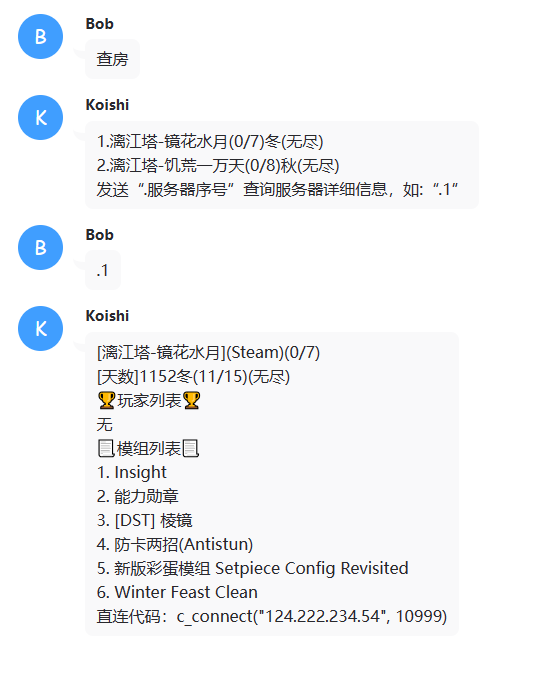 B
Bob
查房
K
Koishi
1.漓江塔-镜花水月(0/7)冬(无尽)
2.漓江塔-饥荒一万天(0/8)秋(无尽)
发送“.服务器序号”查询服务器详细信息，如:“.1”
B
Bob
.1
K
Koishi
[漓江塔-镜花水月](Steam)(0/7)
[天数]1152冬(11/15)(无尽)
🏆玩家列表🏆
无
📃模组列表📃
1. Insight
2. 能力勋章
3. [DST] 棱镜
4. 防卡两招(Antistun)
5. 新版彩蛋模组 Setpiece Config Revisited
6. Winter Feast Clean
直连代码：c_connect("124.222.234.54", 10999)